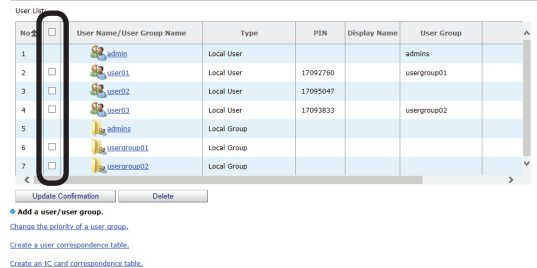 User List:
No User Name/User Group Name Type PIN Display Name User Group
1 admin Local User admins
2 user01 Local User 17092760 usergroup01
3 user02 Local User 17095047
4 user03 Local User 17093833 usergroup02
5 admins Local Group
6 usergroup01 Local Group
7 usergroup02 Local Group
Update Confirmation Delete
Add a user/user group.
Change the priority of a user group.
Create a user correspondence table.
Create an IC card correspondence table.